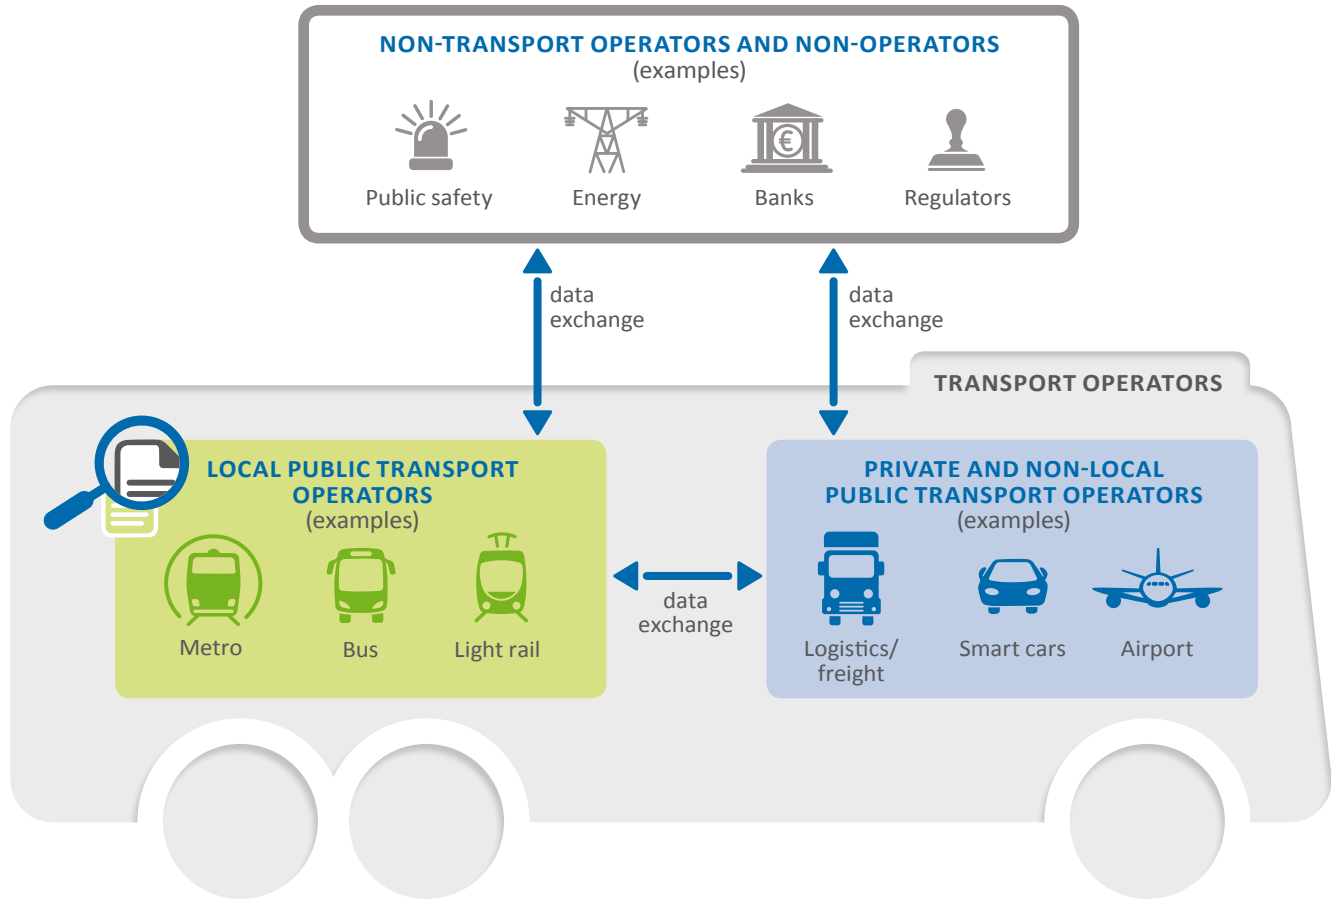 NON-TRANSPORT OPERATORS AND NON-OPERATORS
(examples)
€
Public safety
Energy
Banks
Regulators
data
exchange
data
exchange
TRANSPORT OPERATORS
LOCAL PUBLIC TRANSPORT
OPERATORS
(examples)
Metro
Bus
Light rail
data
exchange
PRIVATE AND NON-LOCAL
PUBLIC TRANSPORT OPERATORS
(examples)
Logistics/
freight
Smart cars
Airport